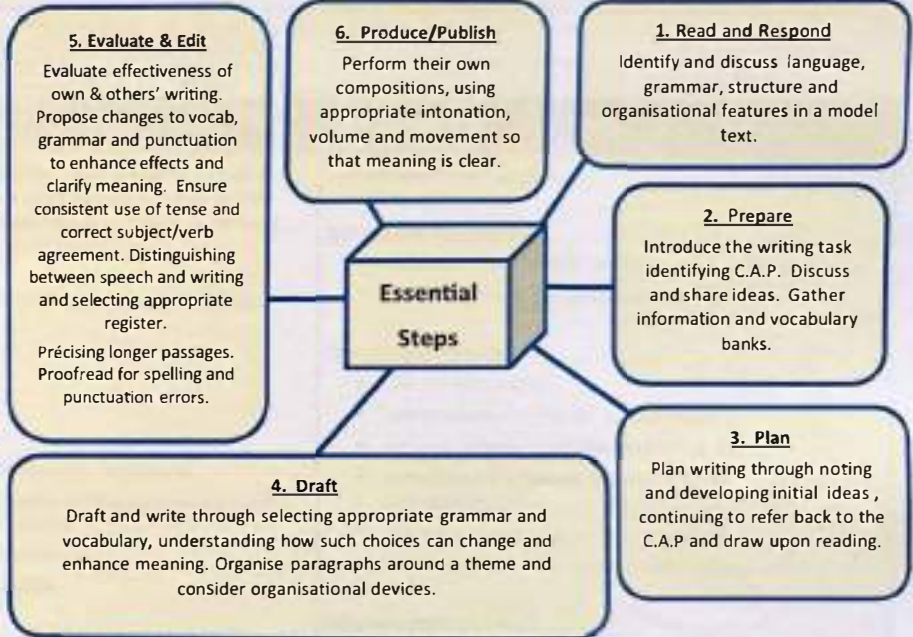 1. Read and Respond
Identify and discuss language,
grammar, structure and
organisational features in a model
text.
2. Prepare
Introduce the writing task
identifying C.A.P. Discuss
and share ideas. Gather
information and vocabulary
banks.
3. Plan
Plan writing through noting
and developing initial ideas ,
continuing to refer back to the
C.A.P and draw upon reading.
4. Draft
Draft and write through selecting appropriate grammar and
vocabulary, understanding how such choices can change and
enhance meaning. Organise paragraphs around a theme and
consider organisational devices.
5. Evaluate & Edit
Evaluate effectiveness of
own & others' writing.
Propose changes to vocab,
grammar and punctuation
to enhance effects and
clarify meaning. Ensure
consistent use of tense and
correct subject/verb
agreement. Distinguishing
between speech and writing
and selecting appropriate
register.
Précising longer passages.
Proofread for spelling and
punctuation errors.
6. Produce/Publish
Perform their own
compositions, using
appropriate intonation,
volume and movement so
that meaning is clear.
Essential
Steps